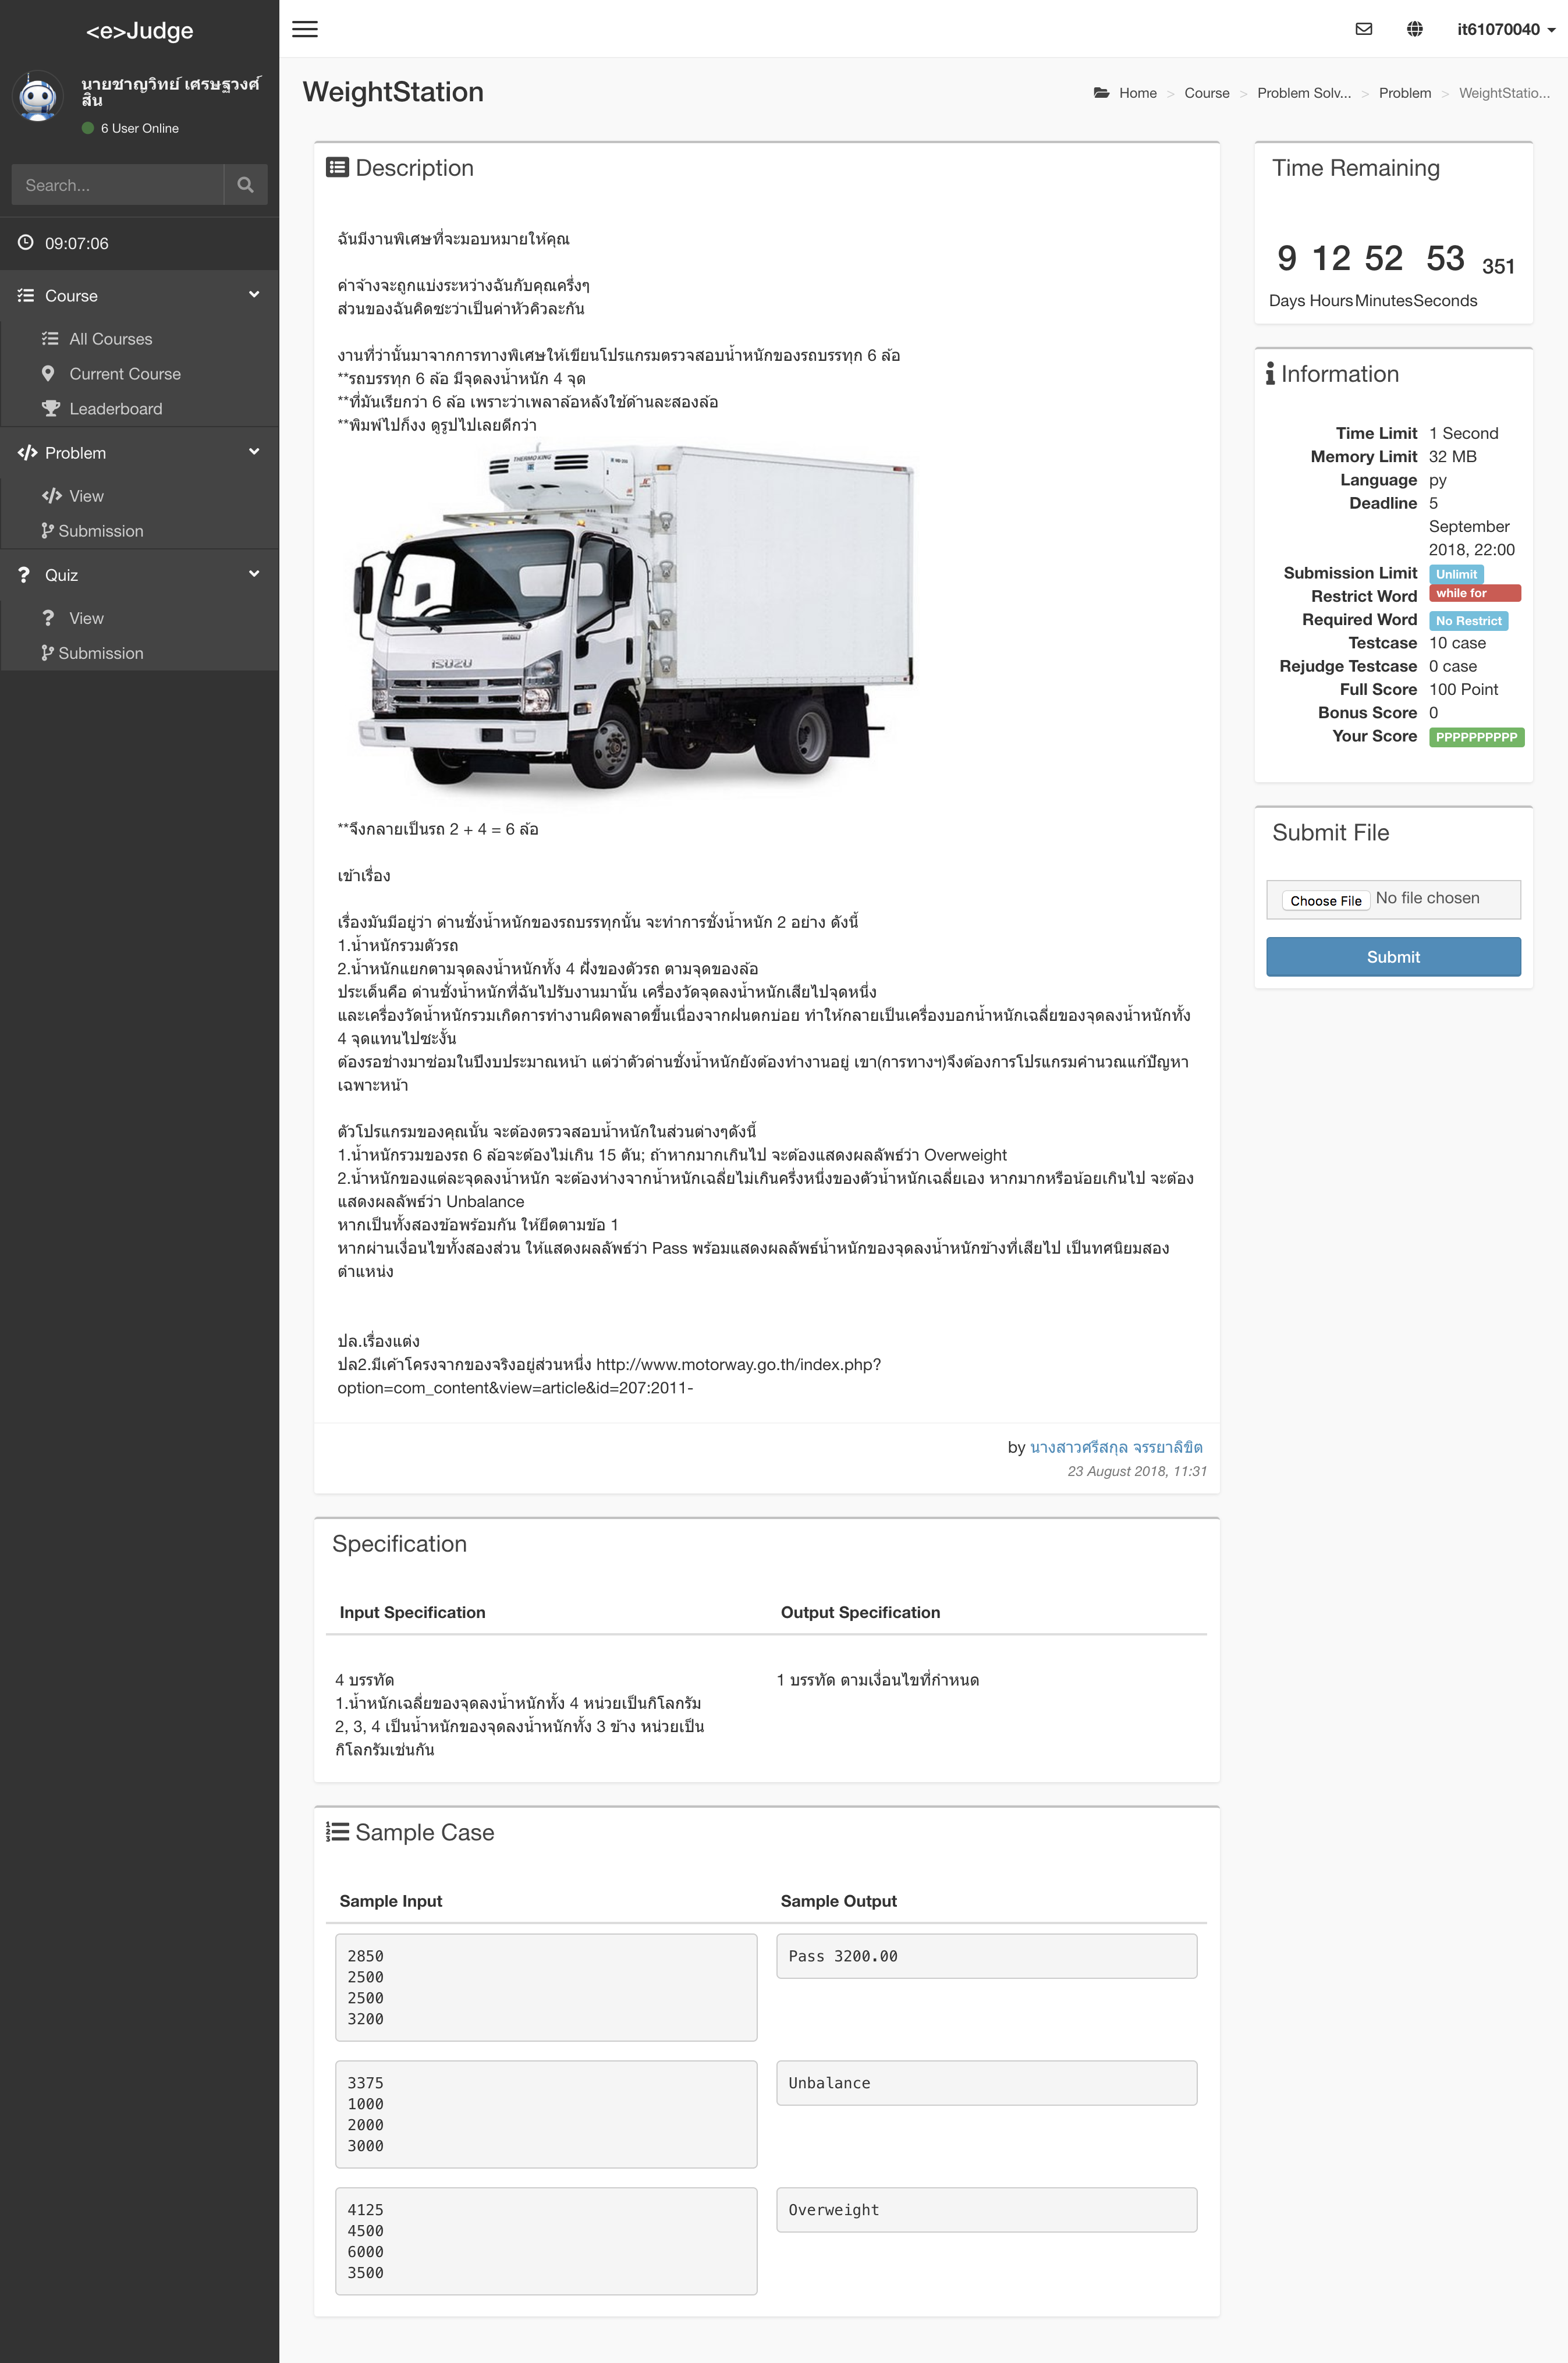 <e>Judge
it61070040
นายชาญวิทย์ เศรษฐวงศ์
สิน
6 User Online
Search...
09:07:06
Course
All Courses
Current Course
Leaderboard
Problem
View
Submission
Quiz
View
Submission
WeightStation
Home > Course > Problem Solv... > Problem > WeightStatio...
Description
ฉันมีงานพิเศษที่จะมอบหมายให้คุณ
ค่าจ้างจะถูกแบ่งระหว่างฉันกับคุณครึ่งๆ
ส่วนของฉันคิดซะว่าเป็นค่าหัวคิวละกัน
งานที่ว่านั้นมาจากการทางพิเศษให้เขียนโปรแกรมตรวจสอบน้ำหนักของรถบรรทุก 6 ล้อ
**รถบรรทุก 6 ล้อ มีจุดลงน้ำหนัก 4 จุด
**ที่มันเรียกว่า 6 ล้อ เพราะว่าเพลาล้อหลังใช้ด้านละสองล้อ
**พิมพ์ไปก็งง ดูรูปไปเลยดีกว่า
THERMO KING
ISUZU
**จึงกลายเป็นรถ 2 + 4 = 6 ล้อ
เข้าเรื่อง
เรื่องมันมีอยู่ว่า ด่านชั่งน้ำหนักของรถบรรทุกนั้น จะทำการชั่งน้ำหนัก 2 อย่าง ดังนี้
1.น้ำหนักรวมตัวรถ
2.น้ำหนักแยกตามจุดลงน้ำหนักทั้ง 4 ฝั่งของตัวรถ ตามจุดของล้อ
ประเด็นคือ ด่านชั่งน้ำหนักที่ฉันไปรับงานมานั้น เครื่องวัดจุดลงน้ำหนักเสียไปจุดหนึ่ง
และเครื่องวัดน้ำหนักรวมเกิดการทำงานผิดพลาดขึ้นเนื่องจากฝนตกบ่อย ทำให้กลายเป็นเครื่องบอกน้ำหนักเฉลี่ยของจุดลงน้ำหนักทั้ง
4 จุดแทนไปซะงั้น
ต้องรอช่างมาซ่อมในปีงบประมาณหน้า แต่ว่าตัวด่านชั่งน้ำหนักยังต้องทำงานอยู่ เขา(การทางฯ)จึงต้องการโปรแกรมคำนวณแก้ปัญหา
เฉพาะหน้า
ตัวโปรแกรมของคุณนั้น จะต้องตรวจสอบน้ำหนักในส่วนต่างๆดังนี้
1.น้ำหนักรวมของรถ 6 ล้อจะต้องไม่เกิน 15 ตัน; ถ้าหากมากเกินไป จะต้องแสดงผลลัพธ์ว่า Overweight
2.น้ำหนักของแต่ละจุดลงน้ำหนัก จะต้องห่างจากน้ำหนักเฉลี่ยไม่เกินครึ่งหนึ่งของตัวน้ำหนักเฉลี่ยเอง หากมากหรือน้อยเกินไป จะต้อง
แสดงผลลัพธ์ว่า Unbalance
หากเป็นทั้งสองข้อพร้อมกัน ให้ยึดตามข้อ 1
หากผ่านเงื่อนไขทั้งสองส่วน ให้แสดงผลลัพธ์ว่า Pass พร้อมแสดงผลลัพธ์น้ำหนักของจุดลงน้ำหนักข้างที่เสียไป เป็นทศนิยมสอง
ตำแหน่ง
ปล.เรื่องแต่ง
ปล2.มีเค้าโครงจากของจริงอยู่ส่วนหนึ่ง http://www.motorway.go.th/index.php?
option=com_content&view=article&id=207:2011-
by นางสาวศรีสกุล จรรยาลิขิต
23 August 2018, 11:31
Time Remaining
9 12 52 53 351
Days Hours Minutes Seconds
Information
Time Limit 1 Second
Memory Limit 32 MB
Language py
Deadline 5
September
2018, 22:00
Submission Limit Unlimit
Restrict Word while for
Required Word No Restrict
Testcase 10 case
Rejudge Testcase 0 case
Full Score 100 Point
Bonus Score 0
Your Score PPPPPPPPPP
Submit File
Choose File No file chosen
Submit
Specification
Input Specification
Output Specification
4 บรรทัด
1.น้ำหนักเฉลี่ยของจุดลงน้ำหนักทั้ง 4 หน่วยเป็นกิโลกรัม
2, 3, 4 เป็นน้ำหนักของจุดลงน้ำหนักทั้ง 3 ข้าง หน่วยเป็น
กิโลกรัมเช่นกัน
1 บรรทัด ตามเงื่อนไขที่กำหนด
Sample Case
Sample Input
Sample Output
2850
2500
2500
3200
Pass 3200.00
3375
1000
2000
3000
Unbalance
4125
4500
6000
3500
Overweight